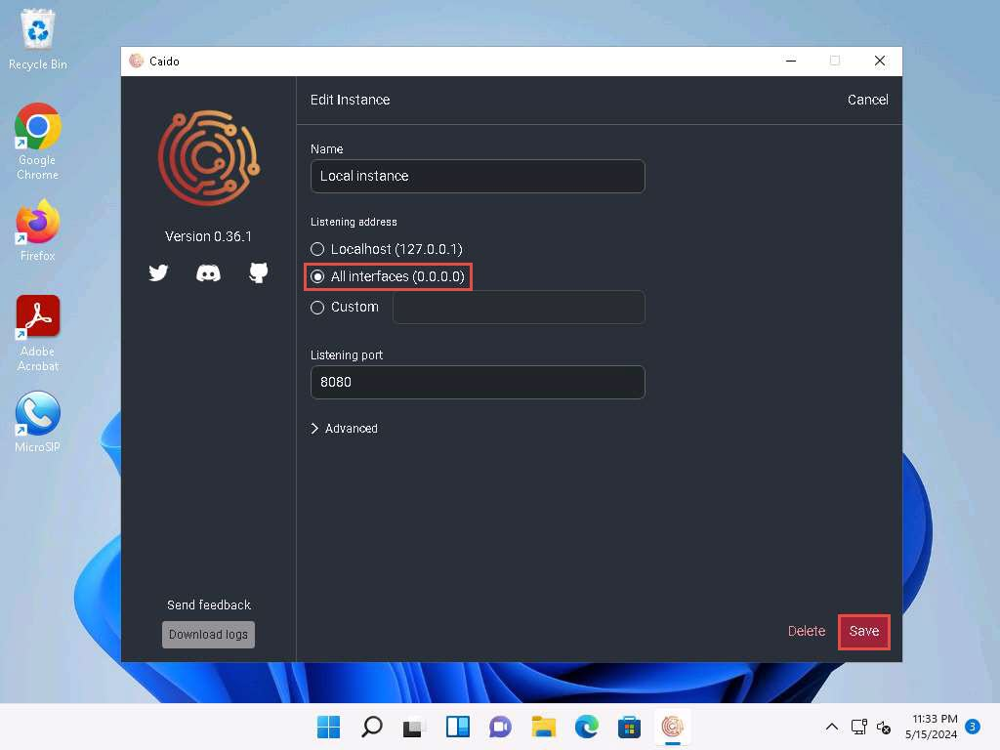 Recycle Bin
Google
Chrome
Firefox
Adobe
Acrobat
MicroSIP
Caido
Version 0.36.1
Send feedback
Download logs
Edit Instance
Cancel
Name
Local instance
Listening address
Localhost (127.0.0.1)
All interfaces (0.0.0.0)
Custom
Listening port
8080
Advanced
Delete
Save
11:33 PM
5/15/2024
3